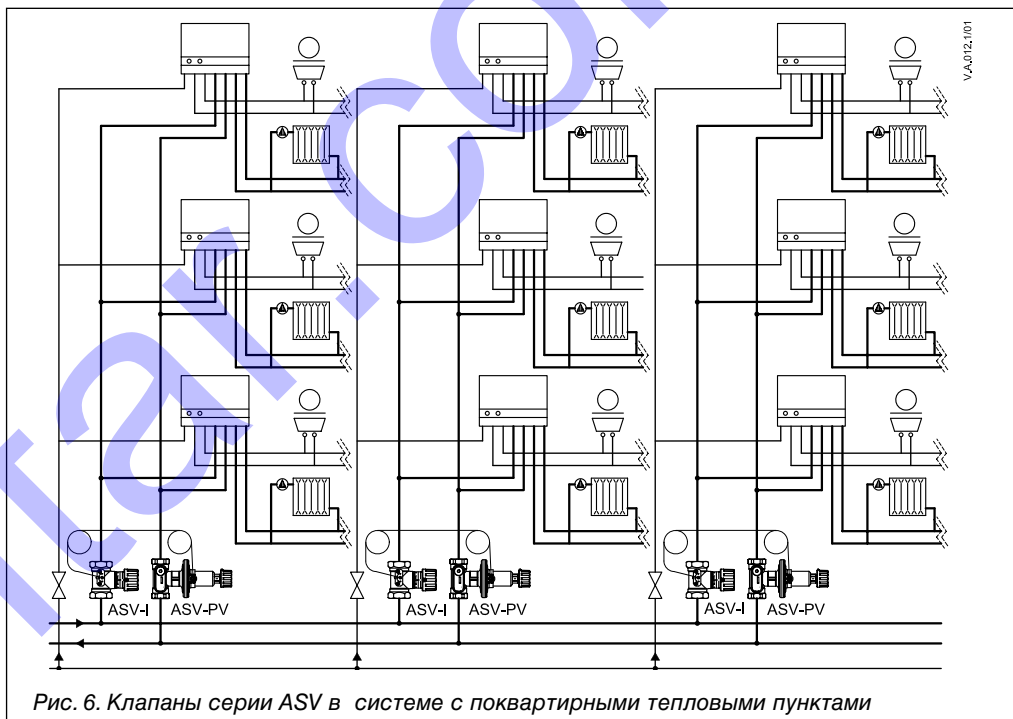 V.A.012.1/01
ASV-I ASV-PV ASV-I ASV-PV ASV-I ASV-PV
Рис. 6. Клапаны серии ASV в системе с поквартирными тепловыми пунктами